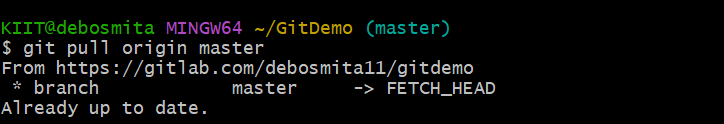 KIIT@debosmita MINGW64 ~/GitDemo (master)
$ git pull origin master
From https://gitlab.com/debosmita11/gitdemo
 * branch            master     -> FETCH_HEAD
Already up to date.